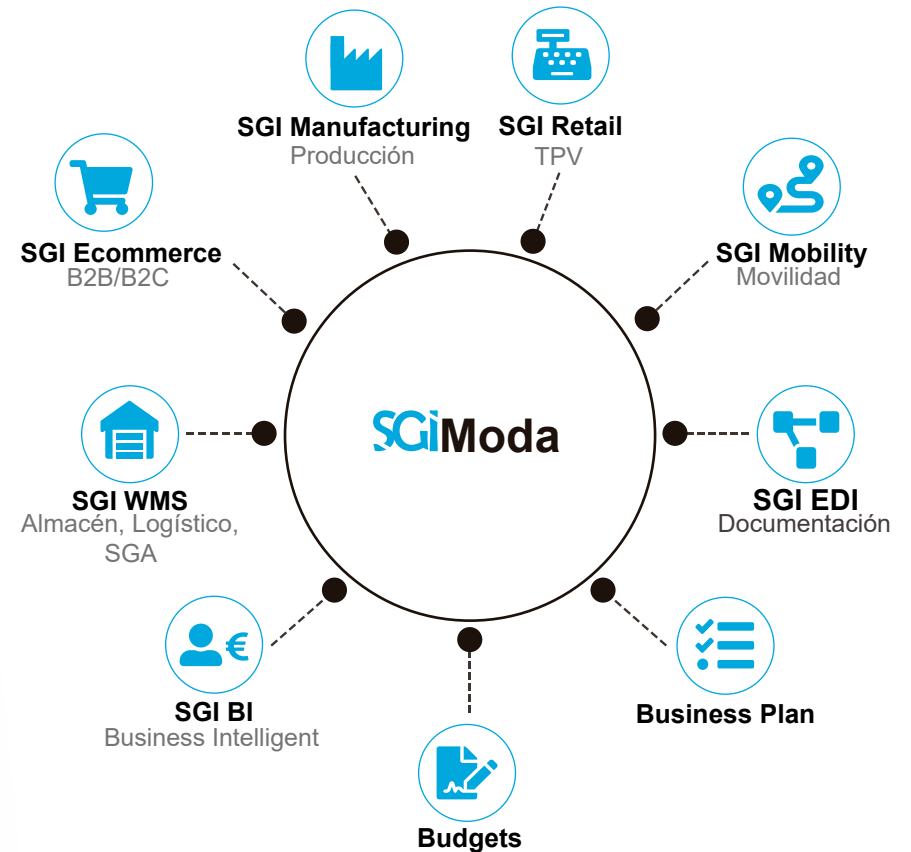 SGI Manufacturing
Producción
SGI Retail
TPV
SGI Ecommerce
B2B/B2C
SGI Mobility
Movilidad
SGiModa
SGI WMS
Almacén, Logístico,
SGA
SGI EDI
Documentación
SGI BI
Business Intelligent
Business Plan
Budgets